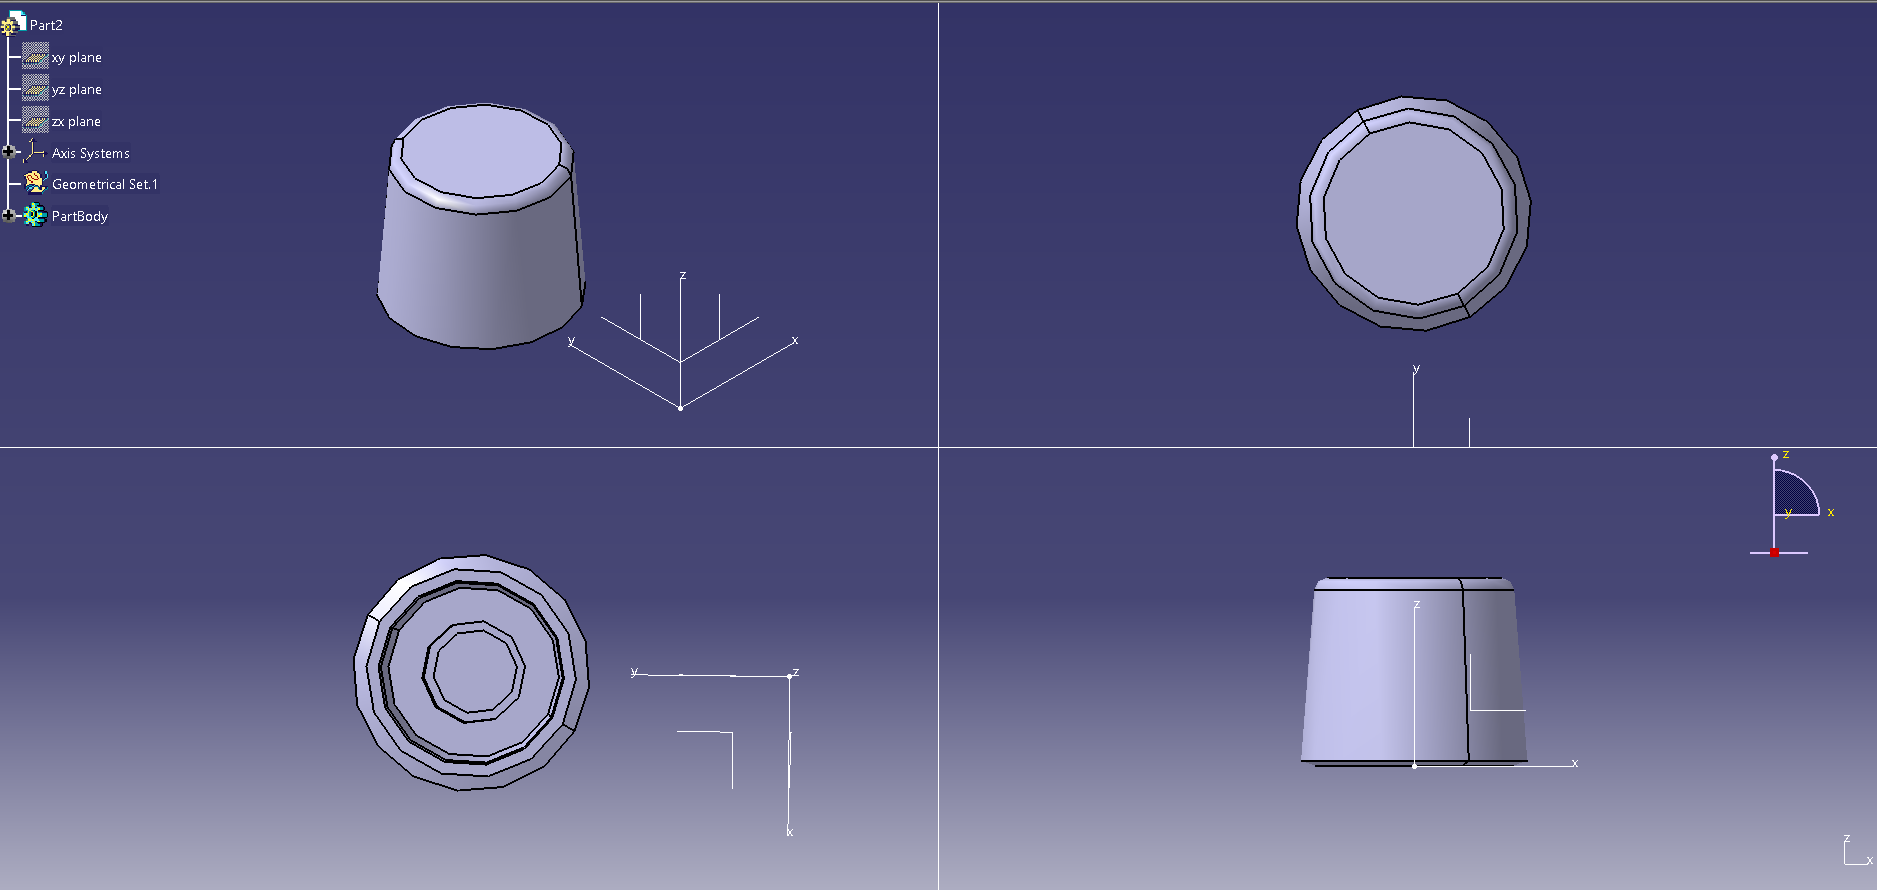 Part2
xy plane
yz plane
zx plane
Axis Systems
Geometrical Set.1
PartBody
z
y
x
y
y
z
x
z
x
z
y
x
z
x